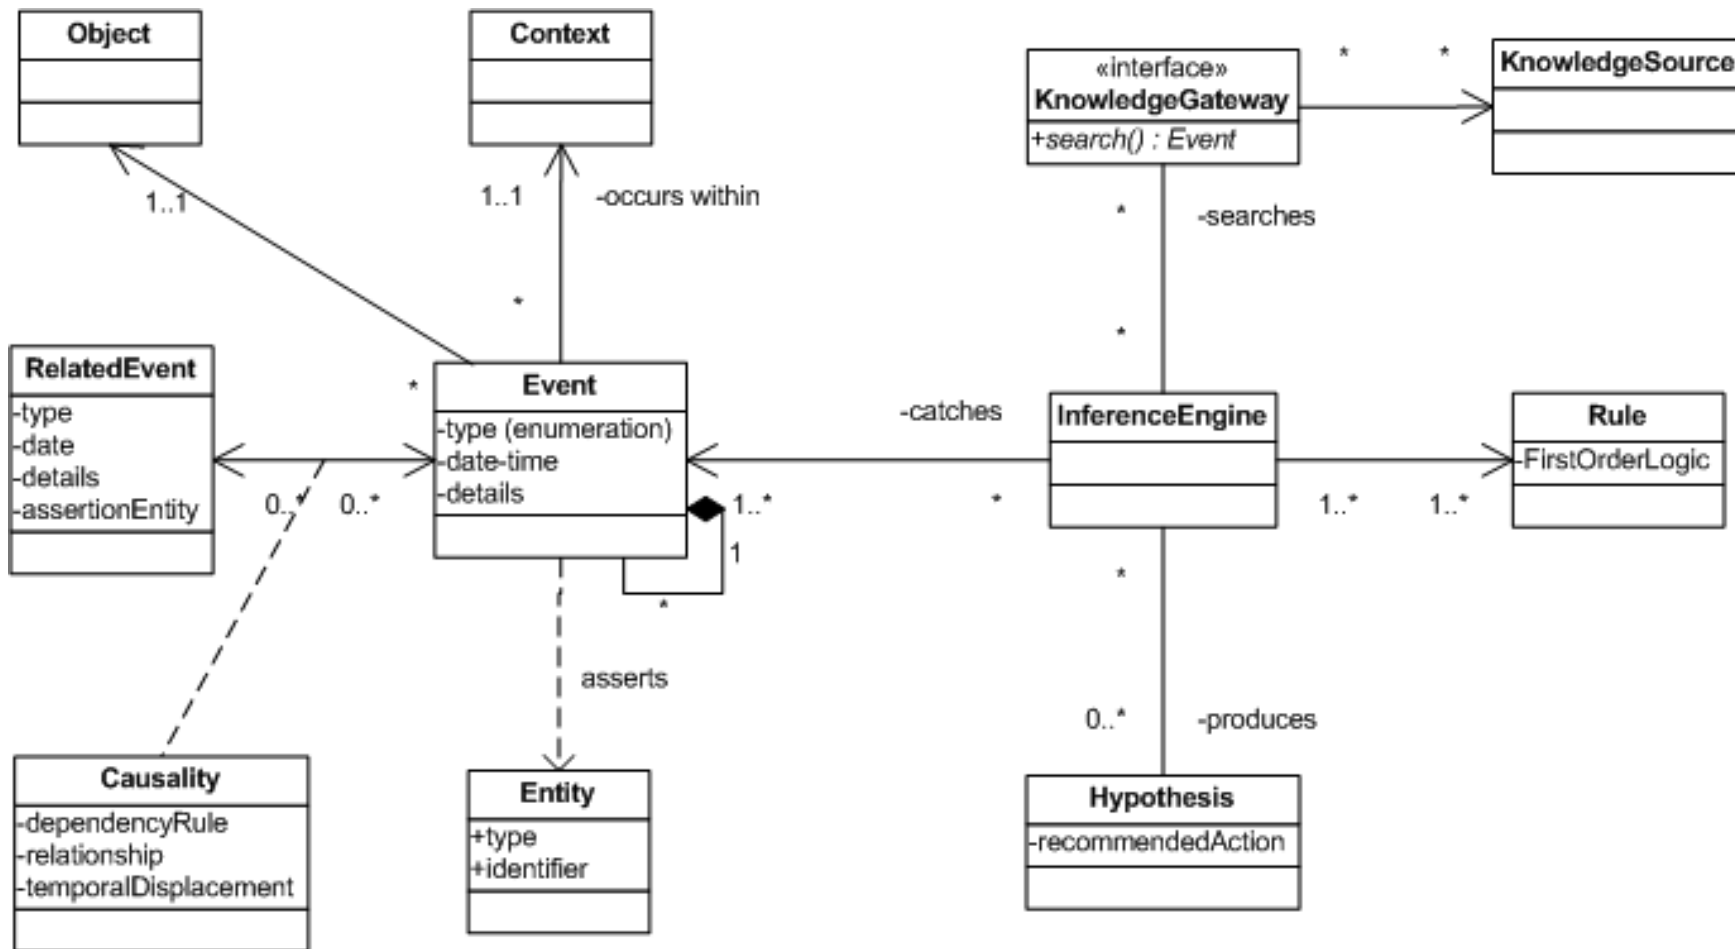 Object
Context
«interface»
KnowledgeGateway
+search() : Event
* *
KnowledgeSource
1..1
1..1
-occurs within
*
-searches
*
*
RelatedEvent
-type
-date
-details
-assertionEntity
*
Event
-type (enumeration)
-date-time
-details
-catches
InferenceEngine
Rule
-FirstOrderLogic
0..*
0..*
1..*
*
1..*
1..*
1
*
*
asserts
0..*
-produces
Causality
-dependencyRule
-relationship
-temporalDisplacement
Entity
+type
+identifier
Hypothesis
-recommendedAction